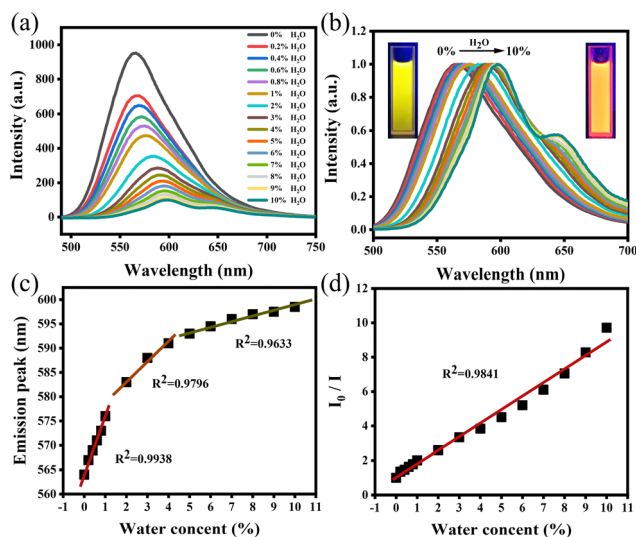 (a)
Intensity (a.u.)
1000
800
600
400
200
0
500 550 600 650 700 750
Wavelength (nm)
0% H2O
0.2% H2O
0.4% H2O
0.6% H2O
0.8% H2O
1% H2O
2% H2O
3% H2O
4% H2O
5% H2O
6% H2O
7% H2O
8% H2O
9% H2O
10% H2O
(b)
Intensity (a.u.)
1.0
0.8
0.6
0.4
0.2
0.0
500 550 600 650 700
Wavelength (nm)
H2O
0% 10%
(c)
Emission peak (nm)
600
595
590
585
580
575
570
565
560
-1 0 1 2 3 4 5 6 7 8 9 10 11
Water concent (%)
R2=0.9633
R2=0.9796
R2=0.9938
(d)
I0 / I
12
10
8
6
4
2
0
-1 0 1 2 3 4 5 6 7 8 9 10 11
Water concent (%)
R2=0.9841